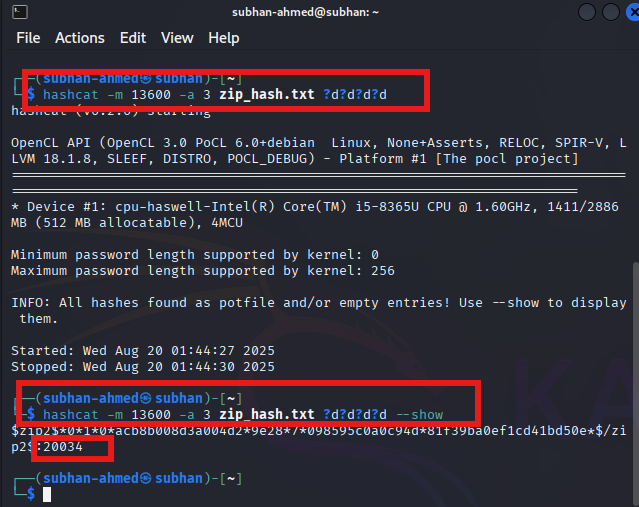 subhan-ahmed@subhan: ~
File Actions Edit View Help
┌──(subhan-ahmed㉿subhan)-[~]
└─$ hashcat -m 13600 -a 3 zip_hash.txt ?d?d?d?d
hashcat (v6.2.6) starting
OpenCL API (OpenCL 3.0 PoCL 6.0+debian Linux, None+Asserts, RELOC, SPIR-V, L
LVM 18.1.8, SLEEF, DISTRO, POCL_DEBUG) - Platform #1 [The pocl project]
* Device #1: cpu-haswell-Intel(R) Core(TM) i5-8365U CPU @ 1.60GHz, 1411/2886
MB (512 MB allocatable), 4MCU
Minimum password length supported by kernel: 0
Maximum password length supported by kernel: 256
INFO: All hashes found as potfile and/or empty entries! Use --show to display
them.
Started: Wed Aug 20 01:44:27 2025
Stopped: Wed Aug 20 01:44:30 2025
┌──(subhan-ahmed㉿subhan)-[~]
└─$ hashcat -m 13600 -a 3 zip_hash.txt ?d?d?d?d --show
$zip2$*0*1*0*acb8b008d3a004d2*9e28*7*098595c0a0c94d*81f39ba0ef1cd41bd50e*$/zi
p2$:20034
┌──(subhan-ahmed㉿subhan)-[~]
└─$